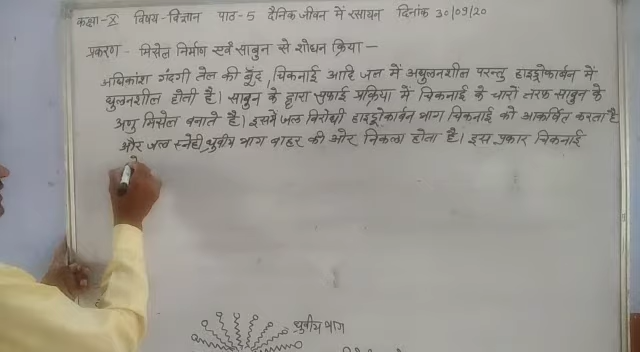 कक्षा-X विषय-विज्ञान पाठ-5 दैनिक जीवन में रसायन दिनांक 30/09/20
प्रकरण - मिसेल निर्माण एवं साबुन से शोधन क्रिया —
अधिकांश गंदगी तेल की बूँद, चिकनाई आदि जल में अघुलनशील परन्तु हाइड्रोकार्बन में
घुलनशील होती है। साबुन के द्वारा सफाई प्रक्रिया में चिकनाई के चारों तरफ साबुन के
अणु मिसेल बनाते हैं। इसमें जल विरोधी हाइड्रोकार्बन भाग चिकनाई को आकर्षित करता है
और जल स्नेही ध्रुवीय भाग बाहर की ओर निकला होता है। इस प्रकार चिकनाई
ध्रुवीय भाग